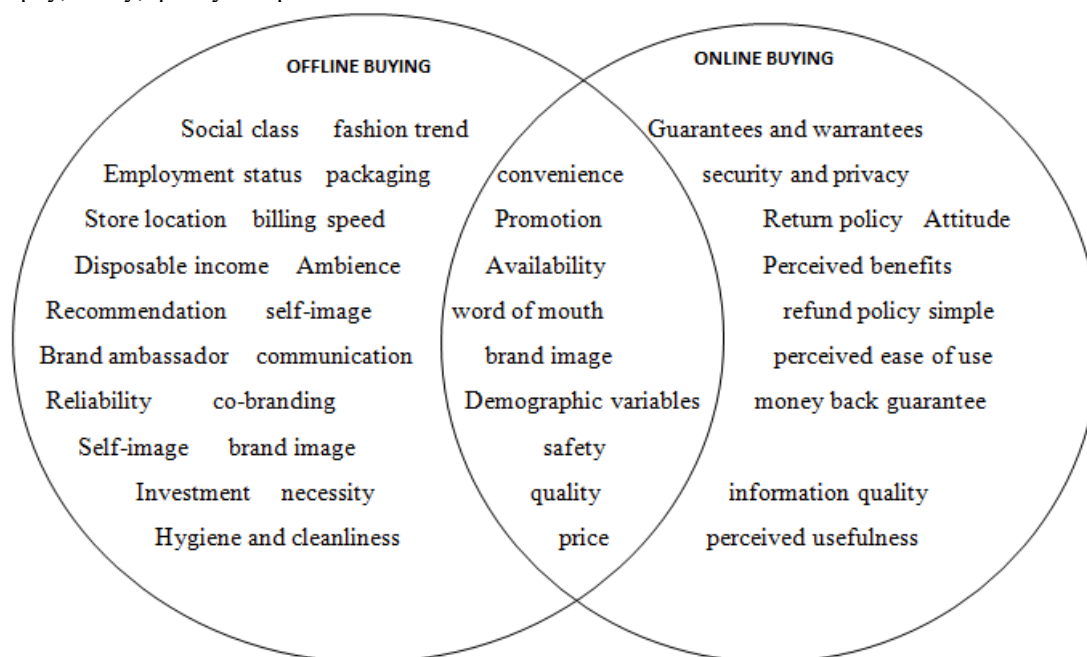 OFFLINE BUYING ONLINE BUYING
Social class fashion trend Guarantees and warrantees
Employment status packaging convenience security and privacy
Store location billing speed Promotion Return policy Attitude
Disposable income Ambience Availability Perceived benefits
Recommendation self-image word of mouth refund policy simple
Brand ambassador communication brand image perceived ease of use
Reliability co-branding Demographic variables money back guarantee
Self-image brand image safety
Investment necessity quality information quality
Hygiene and cleanliness price perceived usefulness